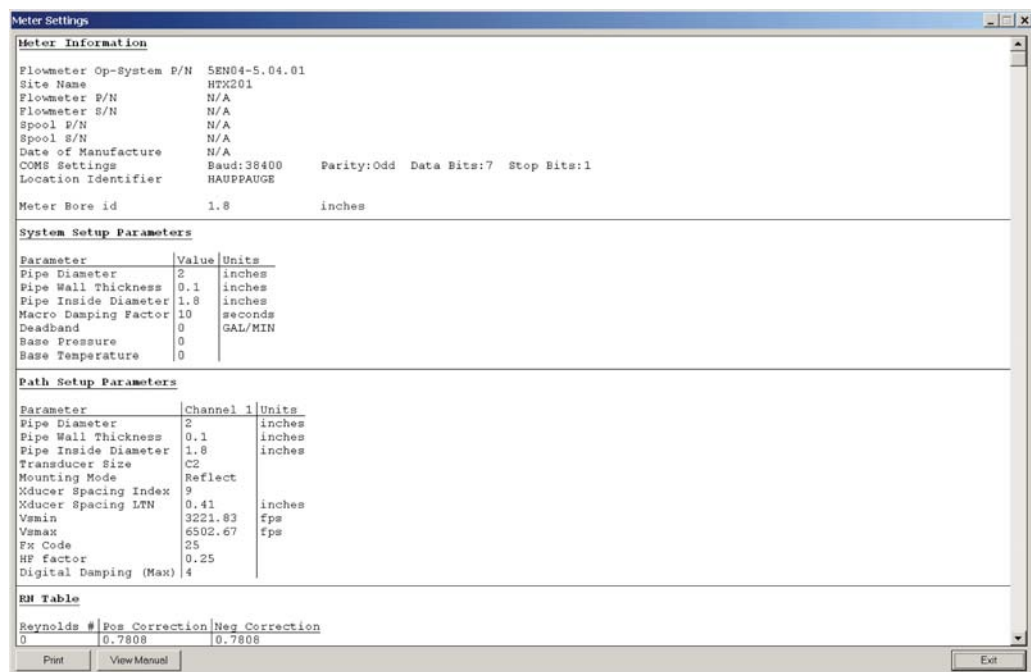 Meter Settings
Meter Information
Flowmeter Op-System P/N 5EN04-5.04.01
Site Name HTX201
Flowmeter P/N N/A
Flowmeter S/N N/A
Spool P/N N/A
Spool S/N N/A
Date of Manufacture N/A
COMS Settings Baud:38400 Parity:Odd Data Bits:7 Stop Bits:1
Location Identifier HAUPPAUGE
Meter Bore id 1.8 inches
System Setup Parameters
Parameter Value Units
Pipe Diameter 2 inches
Pipe Wall Thickness 0.1 inches
Pipe Inside Diameter 1.8 inches
Macro Damping Factor 10 seconds
Deadband 0 GAL/MIN
Base Pressure 0
Base Temperature 0
Path Setup Parameters
Parameter Channel 1 Units
Pipe Diameter 2 inches
Pipe Wall Thickness 0.1 inches
Pipe Inside Diameter 1.8 inches
Transducer Size C2
Mounting Mode Reflect
Xducer Spacing Index 9
Xducer Spacing LTN 0.41 inches
Vsmin 3221.83 fps
Vsmax 6502.67 fps
Fx Code 25
HF factor 0.25
Digital Damping (Max) 4
RN Table
Reynolds # Pos Correction Neg Correction
0 0.7808 0.7808
Print View Manual Exit